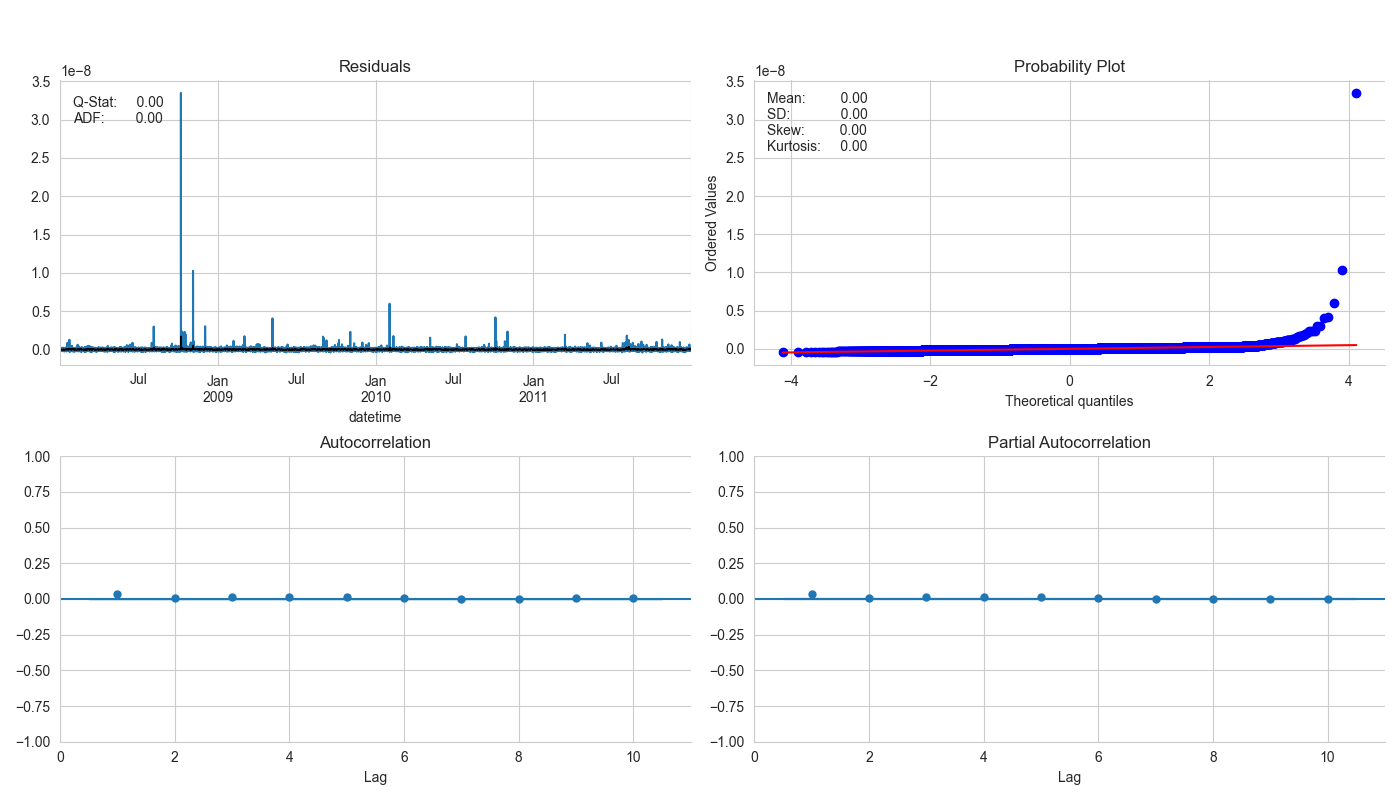 Residuals
1e−8
3.5
3.0
2.5
2.0
1.5
1.0
0.5
0.0
Q-Stat: 0.00
ADF: 0.00
Jul Jan Jul Jan Jul Jan Jul
2009 2010 2011
datetime
Probability Plot
1e−8
3.5
3.0
2.5
2.0
1.5
1.0
0.5
0.0
Ordered Values
Mean: 0.00
SD: 0.00
Skew: 0.00
Kurtosis: 0.00
−4 −2 0 2 4
Theoretical quantiles
Autocorrelation
1.00
0.75
0.50
0.25
0.00
−0.25
−0.50
−0.75
−1.00
0 2 4 6 8 10
Lag
Partial Autocorrelation
1.00
0.75
0.50
0.25
0.00
−0.25
−0.50
−0.75
−1.00
0 2 4 6 8 10
Lag